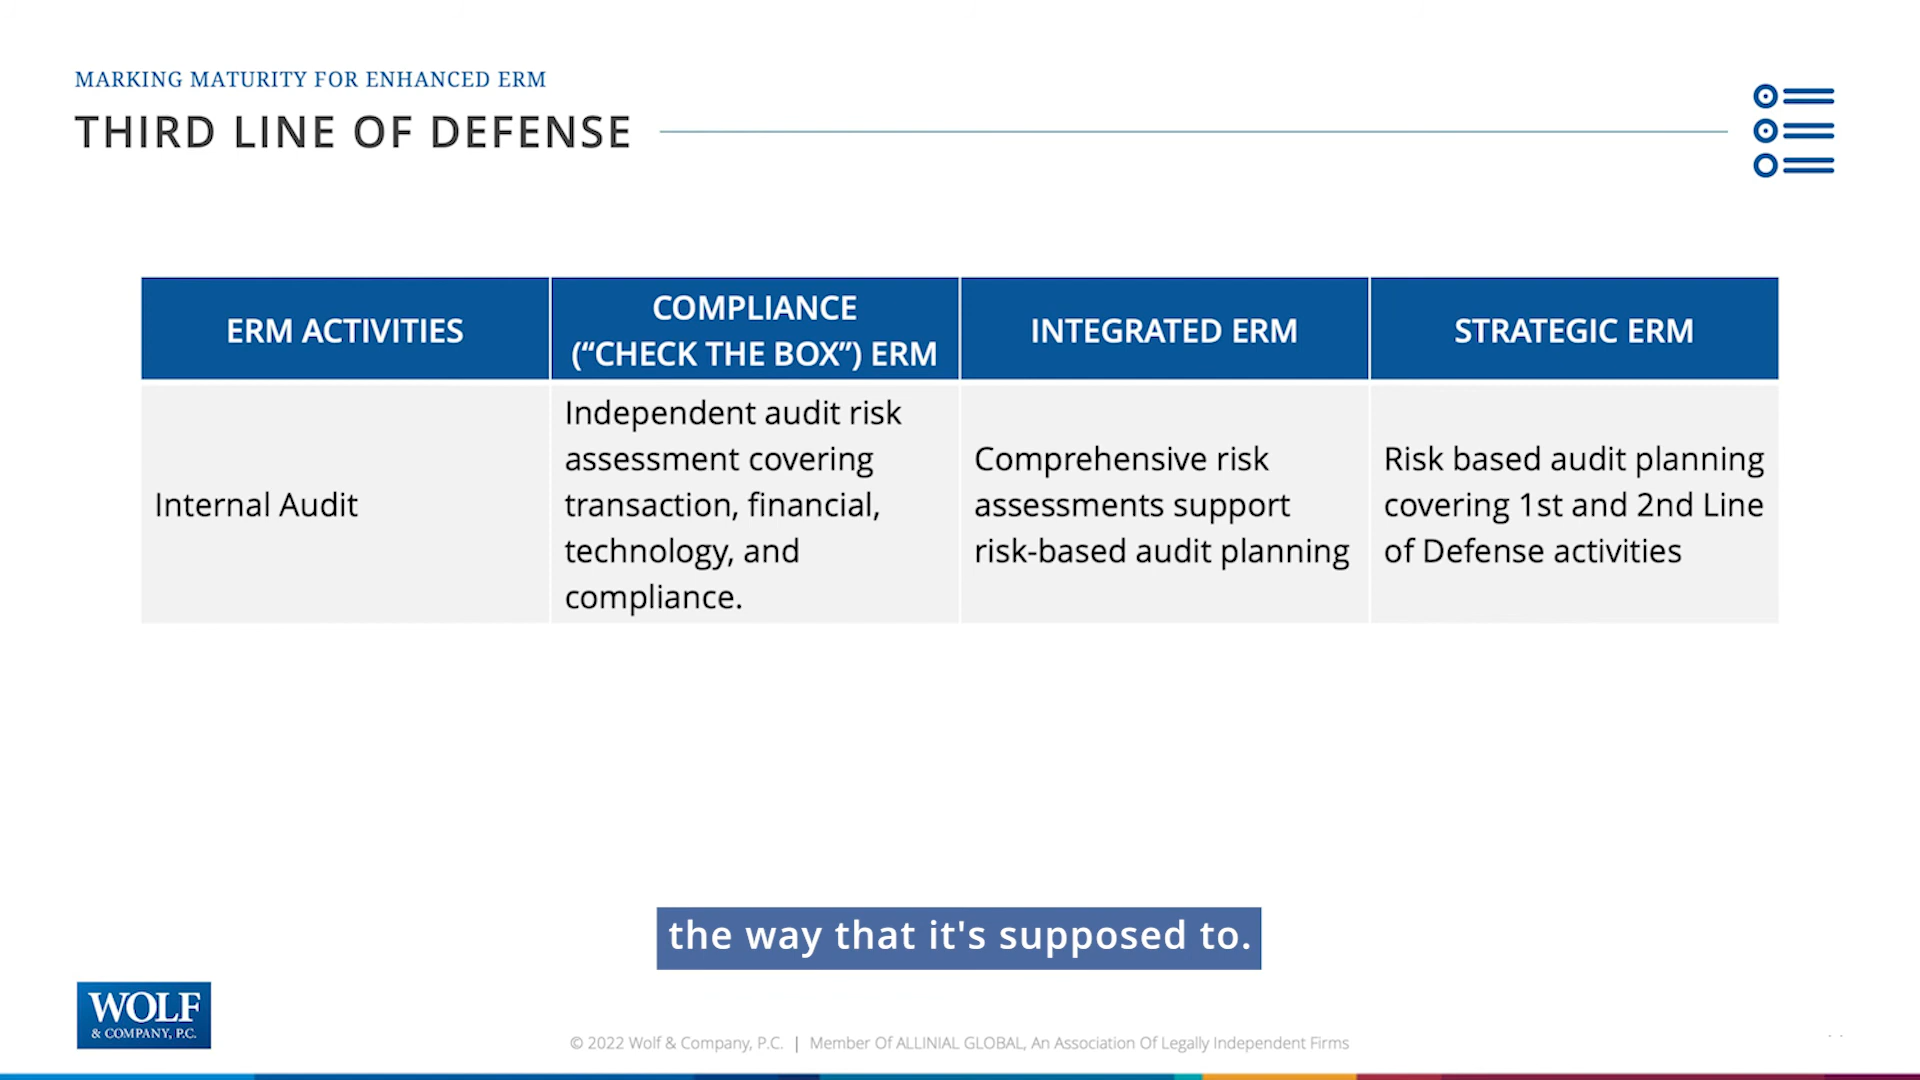 MARKING MATURITY FOR ENHANCED ERM
THIRD LINE OF DEFENSE
ERM ACTIVITIES
COMPLIANCE
(“CHECK THE BOX”) ERM
INTEGRATED ERM
STRATEGIC ERM
Internal Audit
Independent audit risk
assessment covering
transaction, financial,
technology, and
compliance.
Comprehensive risk
assessments support
risk-based audit planning
Risk based audit planning
covering 1st and 2nd Line
of Defense activities
the way that it's supposed to.
WOLF
& COMPANY, P.C.
© 2022 Wolf & Company, P.C. | Member Of ALLINIAL GLOBAL, An Association Of Legally Independent Firms